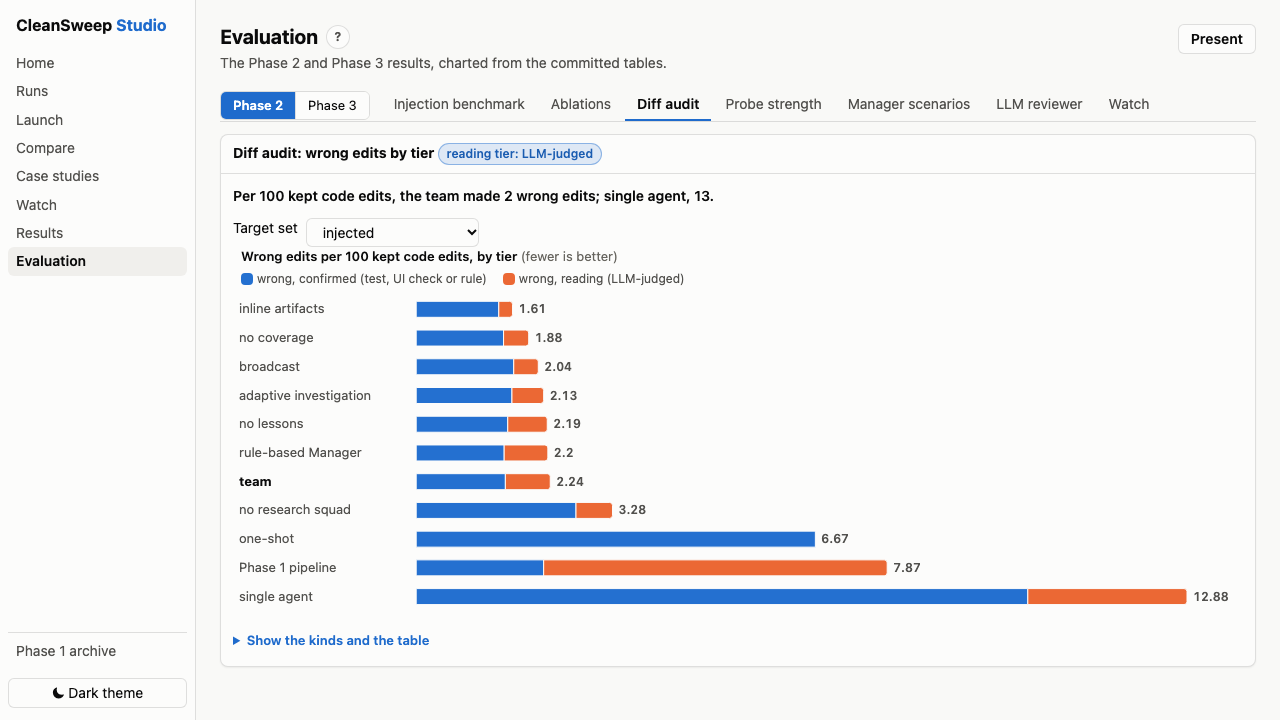 CleanSweep Studio
Home
Runs
Launch
Compare
Case studies
Watch
Results
Evaluation
Phase 1 archive
Dark theme
Evaluation ?
Present
The Phase 2 and Phase 3 results, charted from the committed tables.
Phase 2 Phase 3 Injection benchmark Ablations Diff audit Probe strength Manager scenarios LLM reviewer Watch
Diff audit: wrong edits by tier reading tier: LLM-judged
Per 100 kept code edits, the team made 2 wrong edits; single agent, 13.
Target set injected
Wrong edits per 100 kept code edits, by tier (fewer is better)
wrong, confirmed (test, UI check or rule) wrong, reading (LLM-judged)
inline artifacts 1.61
no coverage 1.88
broadcast 2.04
adaptive investigation 2.13
no lessons 2.19
rule-based Manager 2.2
team 2.24
no research squad 3.28
one-shot 6.67
Phase 1 pipeline 7.87
single agent 12.88
Show the kinds and the table